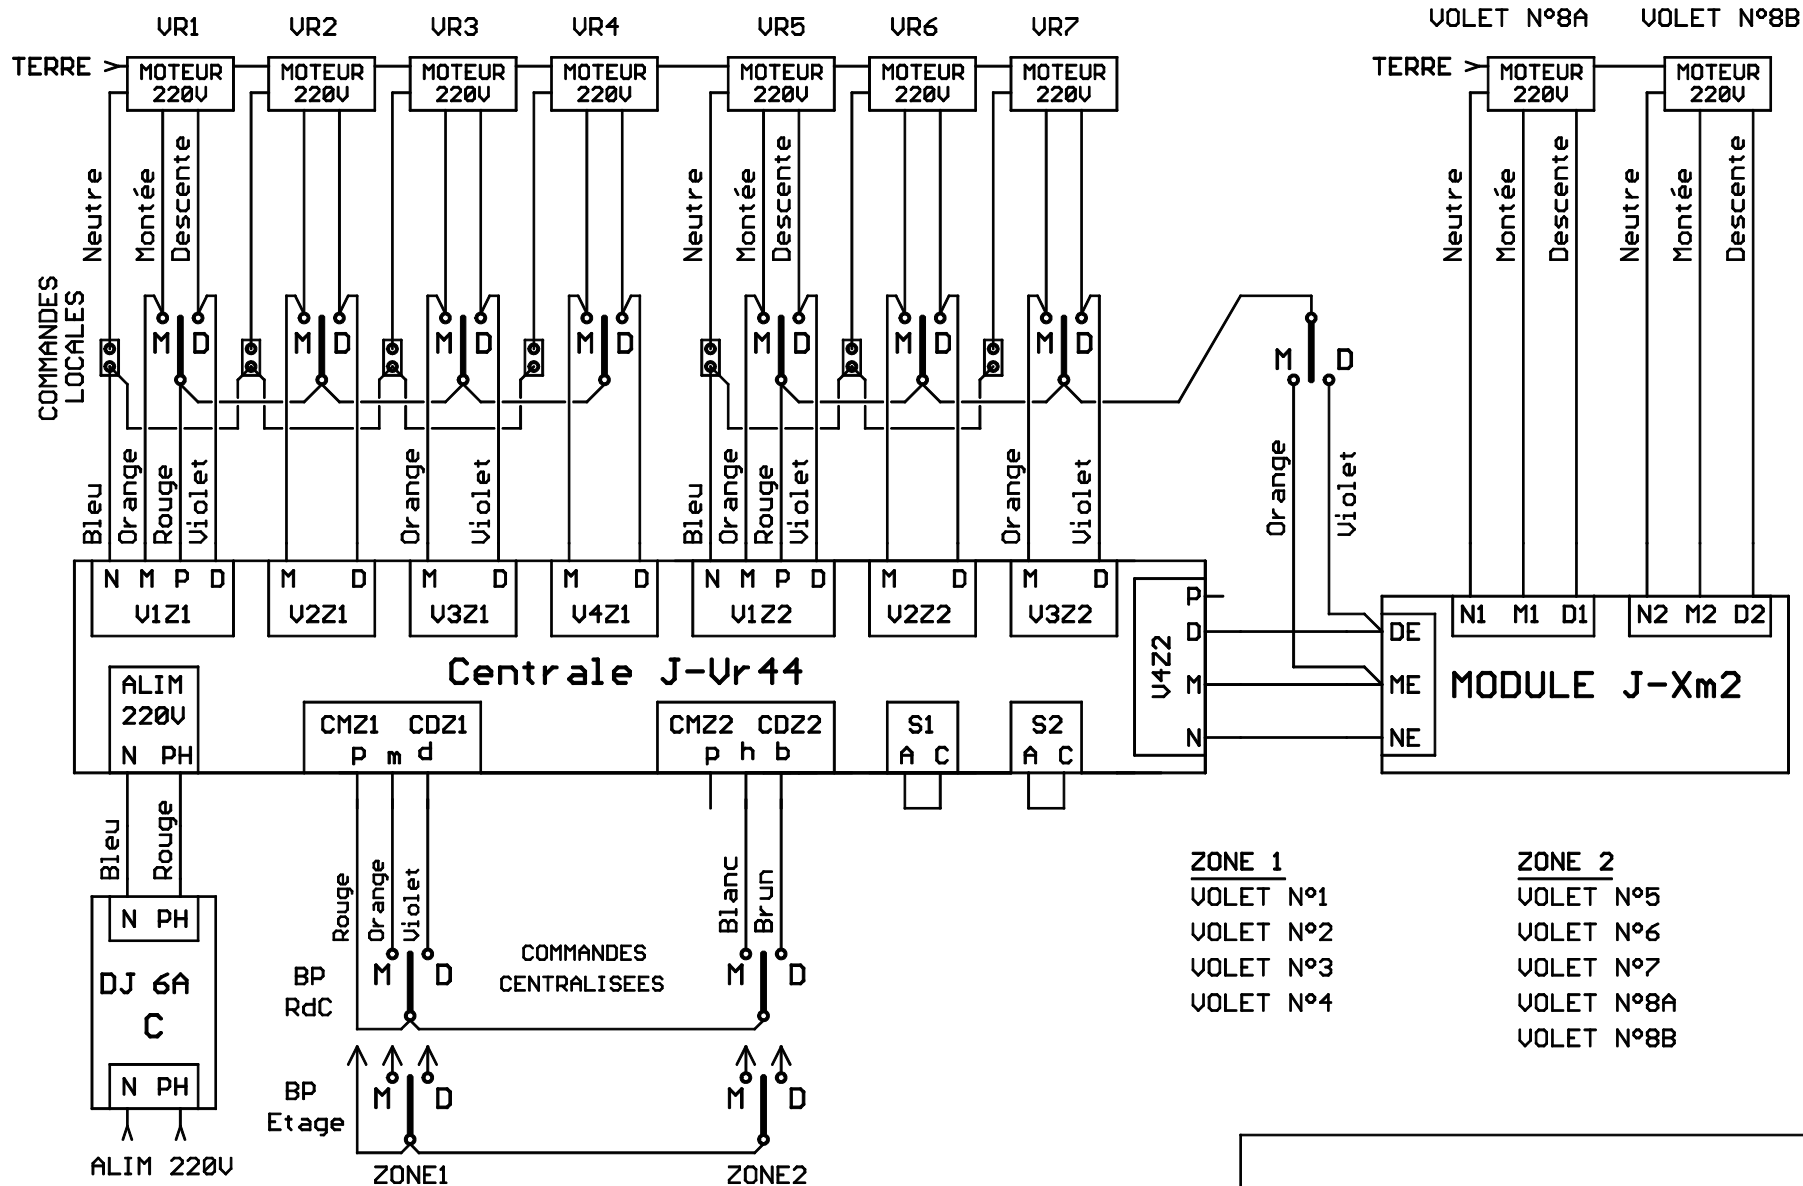 VR1 VR2 VR3 VR4 VR5 VR6 VR7 VOLET N°8A VOLET N°8B
TERRE > MOTEUR 220V MOTEUR 220V MOTEUR 220V MOTEUR 220V MOTEUR 220V MOTEUR 220V MOTEUR 220V TERRE > MOTEUR 220V MOTEUR 220V
Neutre Montée Descente Neutre Montée Descente Neutre Montée Descente Neutre Montée Descente
COMMANDES
LOCALES
M D M D M D M D M D M D M D M D
Bleu Orange Rouge Violet Orange Violet Bleu Orange Rouge Violet Orange Violet Orange Violet
N M P D M D M D M D N M P D M D M D
V1Z1 V2Z1 V3Z1 V4Z1 V1Z2 V2Z2 V3Z2
V4Z2
P
D
M
N
DE
ME
NE
N1 M1 D1 N2 M2 D2
Centrale J-Vr44
MODULE J-Xm2
ALIM
220V
N PH
CMZ1 CDZ1
p m d
CMZ2 CDZ2
p h b
S1
A C
S2
A C
Bleu Rouge
N PH
DJ 6A
C
N PH
ALIM 220V
Rouge Orange Violet
Blanc Brun
COMMANDES
CENTRALISEES
BP
RdC
M D M D
BP
Etage
M D M D
ZONE1 ZONE2
ZONE 1
VOLET N°1
VOLET N°2
VOLET N°3
VOLET N°4
ZONE 2
VOLET N°5
VOLET N°6
VOLET N°7
VOLET N°8A
VOLET N°8B